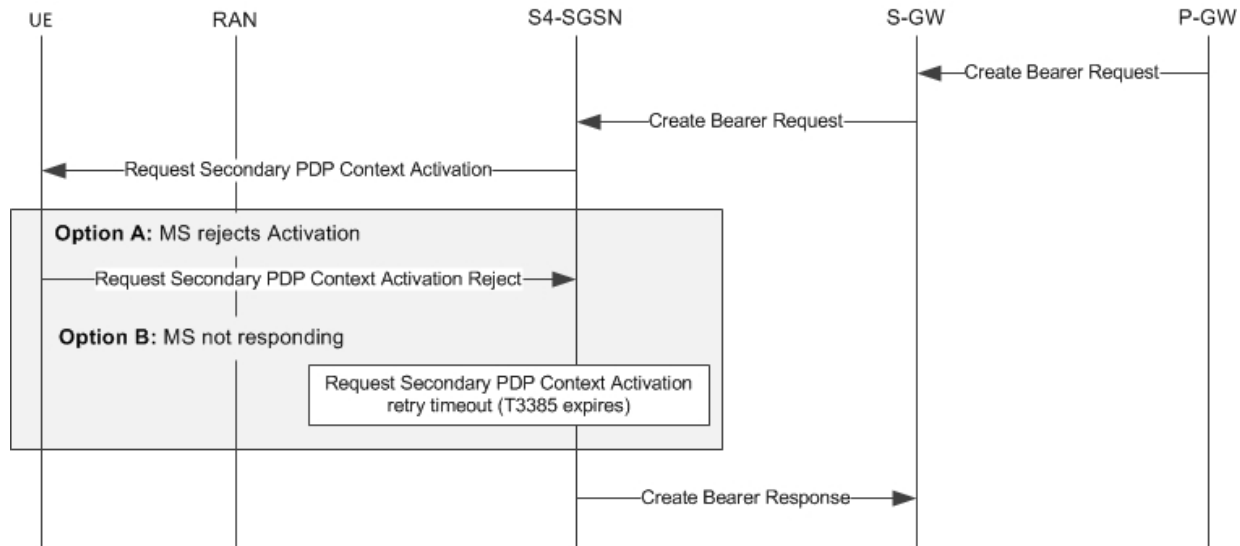 UE RAN S4-SGSN S-GW P-GW
Create Bearer Request
Create Bearer Request
Request Secondary PDP Context Activation
Option A: MS rejects Activation
Request Secondary PDP Context Activation Reject
Option B: MS not responding
Request Secondary PDP Context Activation
retry timeout (T3385 expires)
Create Bearer Response